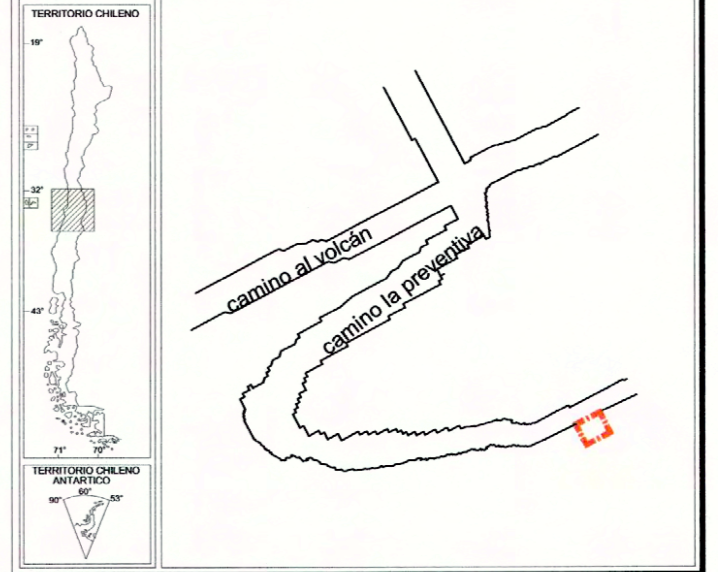 TERRITORIO CHILENO
19°
32°
43°
71° 70°
TERRITORIO CHILENO
ANTARTICO
90° 60° 53°
camino al volcán
camino la preventiva